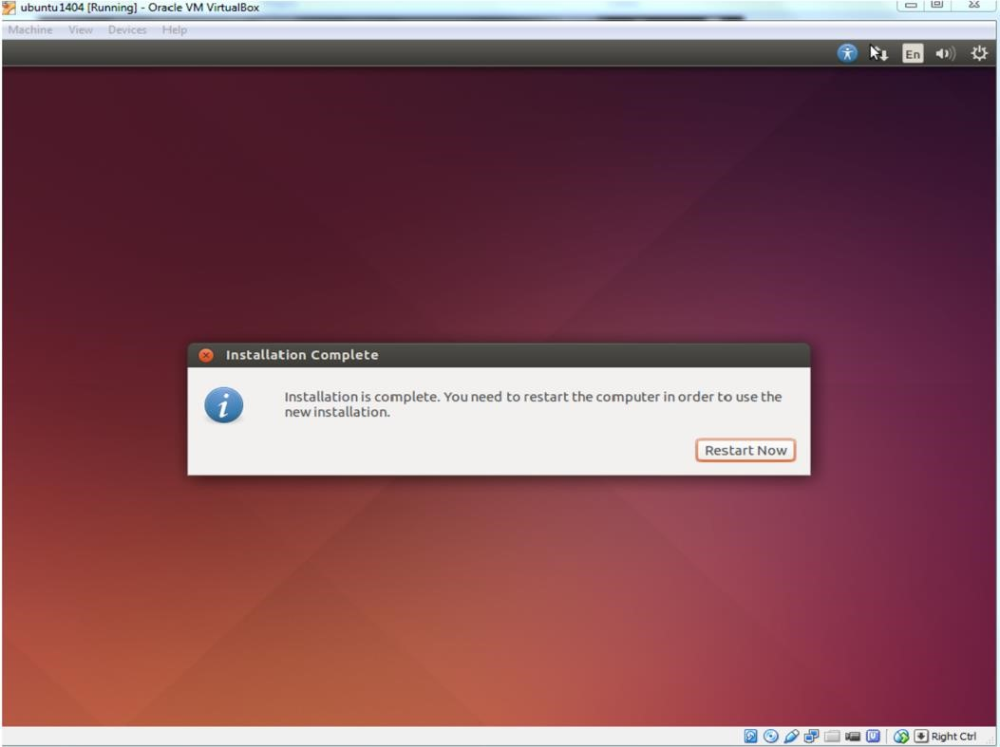 ubuntu1404 [Running] - Oracle VM VirtualBox
Machine View Devices Help
En
Installation Complete
Installation is complete. You need to restart the computer in order to use the
new installation.
Restart Now
Right Ctrl